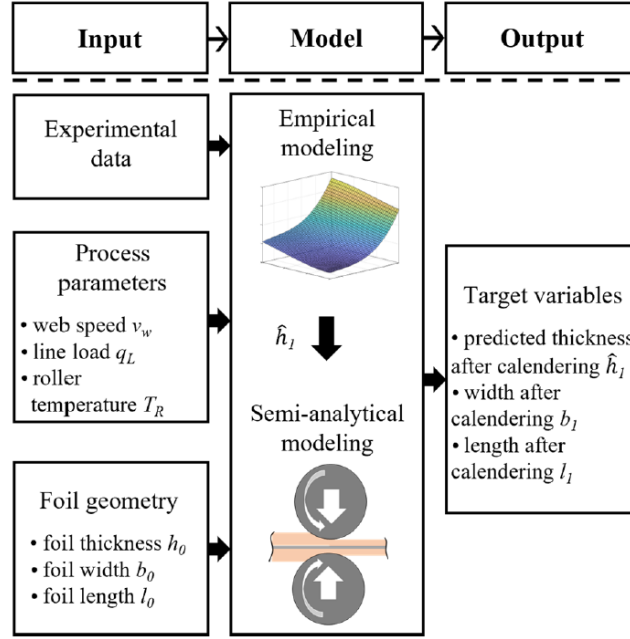 Input
Model
Output
Experimental
data
Process
parameters
• web speed v_w
• line load q_L
• roller
temperature T_R
Foil geometry
• foil thickness h_0
• foil width b_0
• foil length l_0
Empirical
modeling
ĥ_1
Semi-analytical
modeling
Target variables
• predicted thickness
after calendering ĥ_1
• width after
calendering b_1
• length after
calendering l_1